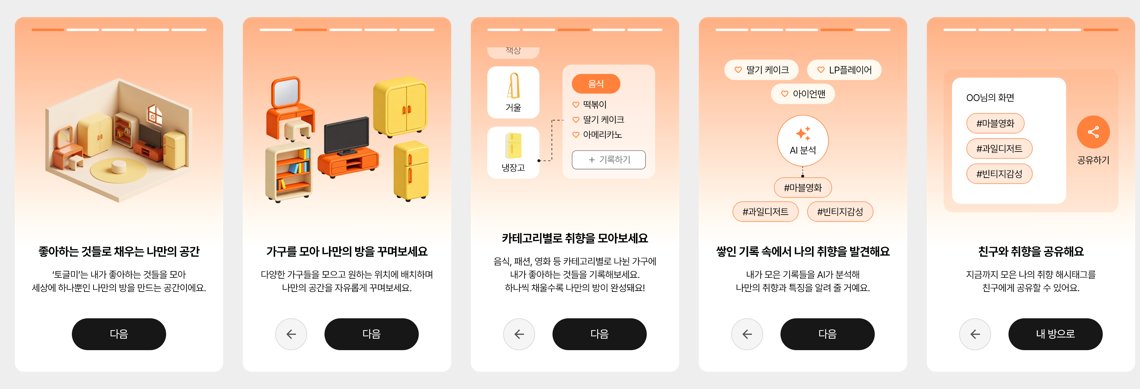 좋아하는 것들로 채우는 나만의 공간
‘토글미’는 내가 좋아하는 것들을 모아
세상에 하나뿐인 나만의 방을 만드는 공간이에요.
다음
가구를 모아 나만의 방을 꾸며보세요
다양한 가구들을 모으고 원하는 위치에 배치하며
나만의 공간을 자유롭게 꾸며보세요.
다음
책상
거울
냉장고
음식
떡볶이
딸기 케이크
아메리카노
+ 기록하기
카테고리별로 취향을 모아보세요
음식, 패션, 영화 등 카테고리별로 나뉜 가구에
내가 좋아하는 것들을 기록해보세요.
하나씩 채울수록 나만의 방이 완성돼요!
다음
딸기 케이크
LP플레이어
아이언맨
AI 분석
#마블영화
#과일디저트
#빈티지감성
쌓인 기록 속에서 나의 취향을 발견해요
내가 모은 기록들을 AI가 분석해
나만의 취향과 특징을 알려 줄 거예요.
다음
OO님의 화면
#마블영화
#과일디저트
#빈티지감성
공유하기
친구와 취향을 공유해요
지금까지 모은 나의 취향 해시태그를
친구에게 공유할 수 있어요.
내 방으로